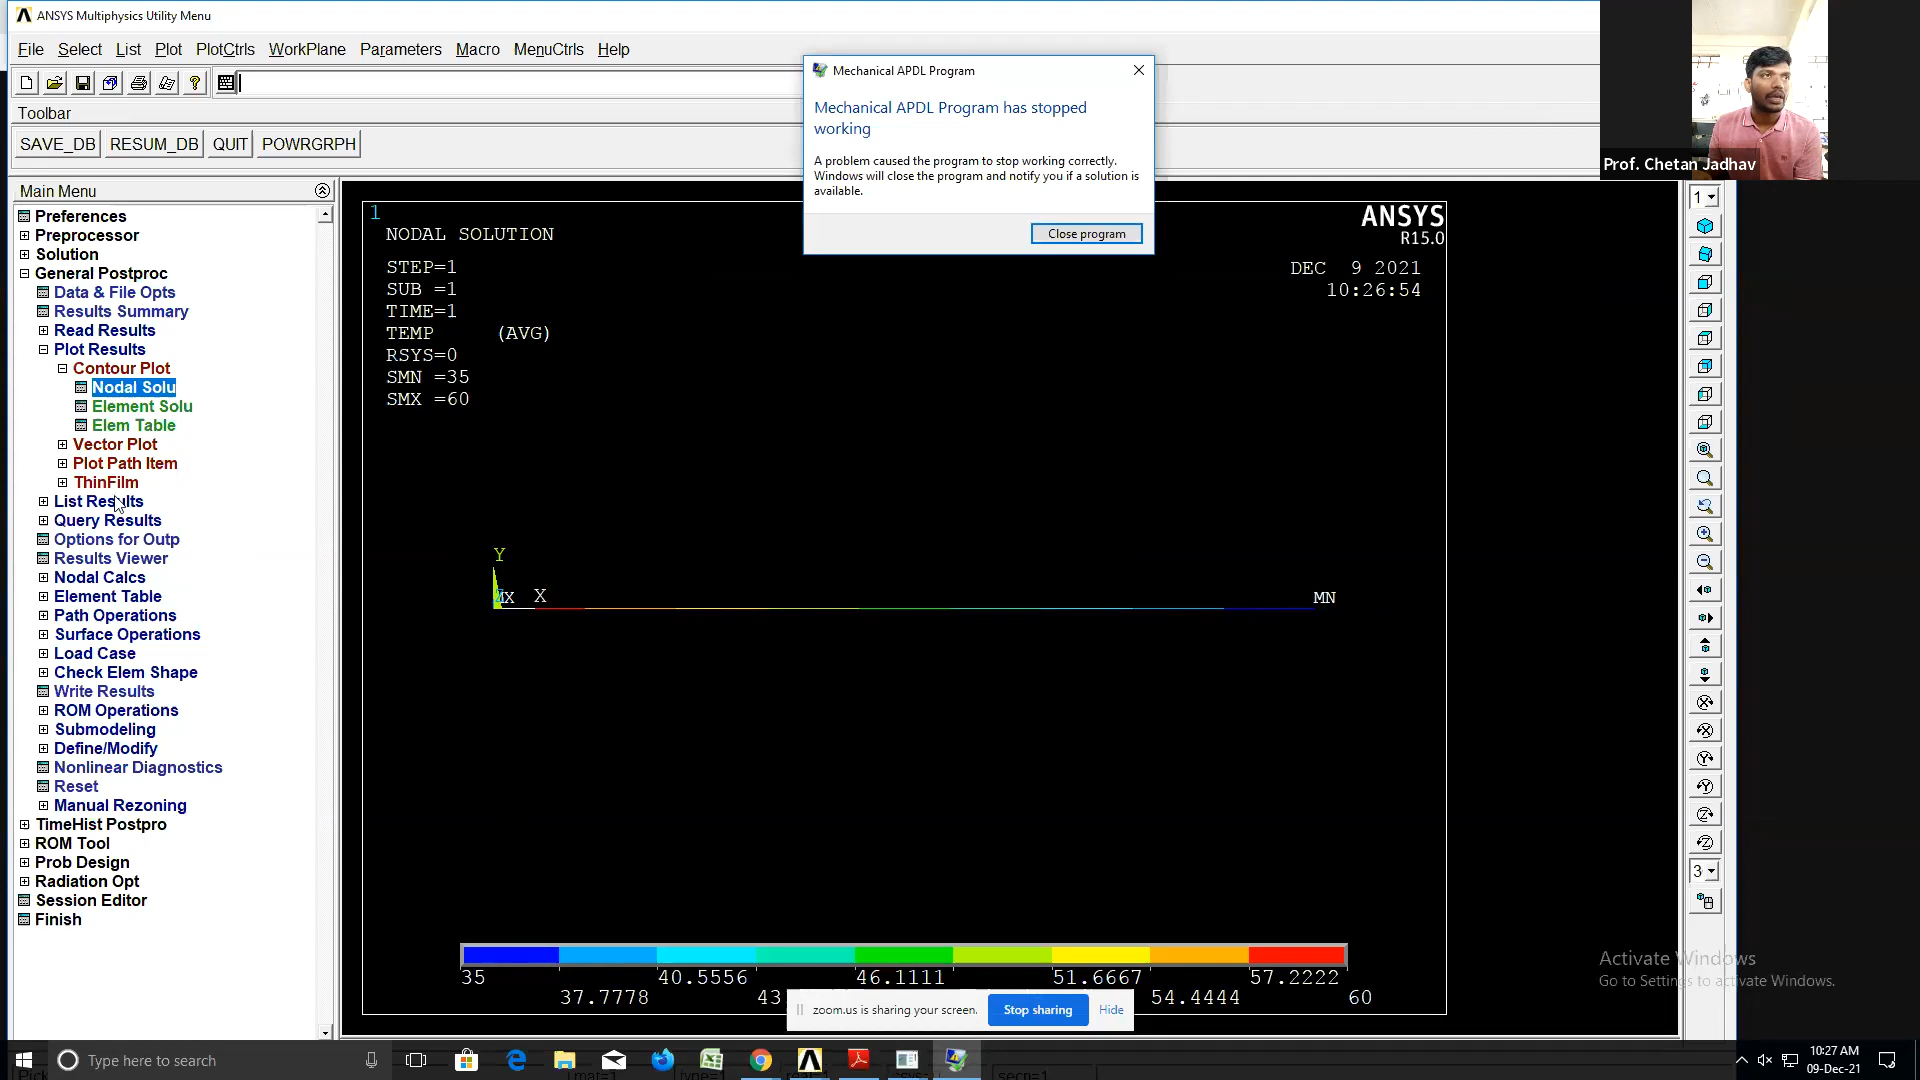 ANSYS Multiphysics Utility Menu
File Select List Plot PlotCtrls WorkPlane Parameters Macro MenuCtrls Help
Toolbar
SAVE_DB RESUM_DB QUIT POWRGRPH
Mechanical APDL Program
Mechanical APDL Program has stopped
working
A problem caused the program to stop working correctly.
Windows will close the program and notify you if a solution is
available.
Close program
Prof. Chetan Jadhav
Main Menu
Preferences
Preprocessor
Solution
General Postproc
Data & File Opts
Results Summary
Read Results
Plot Results
Contour Plot
Nodal Solu
Element Solu
Elem Table
Vector Plot
Plot Path Item
ThinFilm
List Results
Query Results
Options for Outp
Results Viewer
Nodal Calcs
Element Table
Path Operations
Surface Operations
Load Case
Check Elem Shape
Write Results
ROM Operations
Submodeling
Define/Modify
Nonlinear Diagnostics
Reset
Manual Rezoning
TimeHist Postpro
ROM Tool
Prob Design
Radiation Opt
Session Editor
Finish
1
NODAL SOLUTION
STEP=1
SUB =1
TIME=1
TEMP (AVG)
RSYS=0
SMN =35
SMX =60
ANSYS
R15.0
DEC 9 2021
10:26:54
Y
MX X MN
35 40.5556 46.1111 51.6667 57.2222
37.7778 43. 54.4444 60
1
3
zoom.us is sharing your screen. Stop sharing Hide
Activate Windows
Go to Settings to activate Windows.
Type here to search
10:27 AM
09-Dec-21